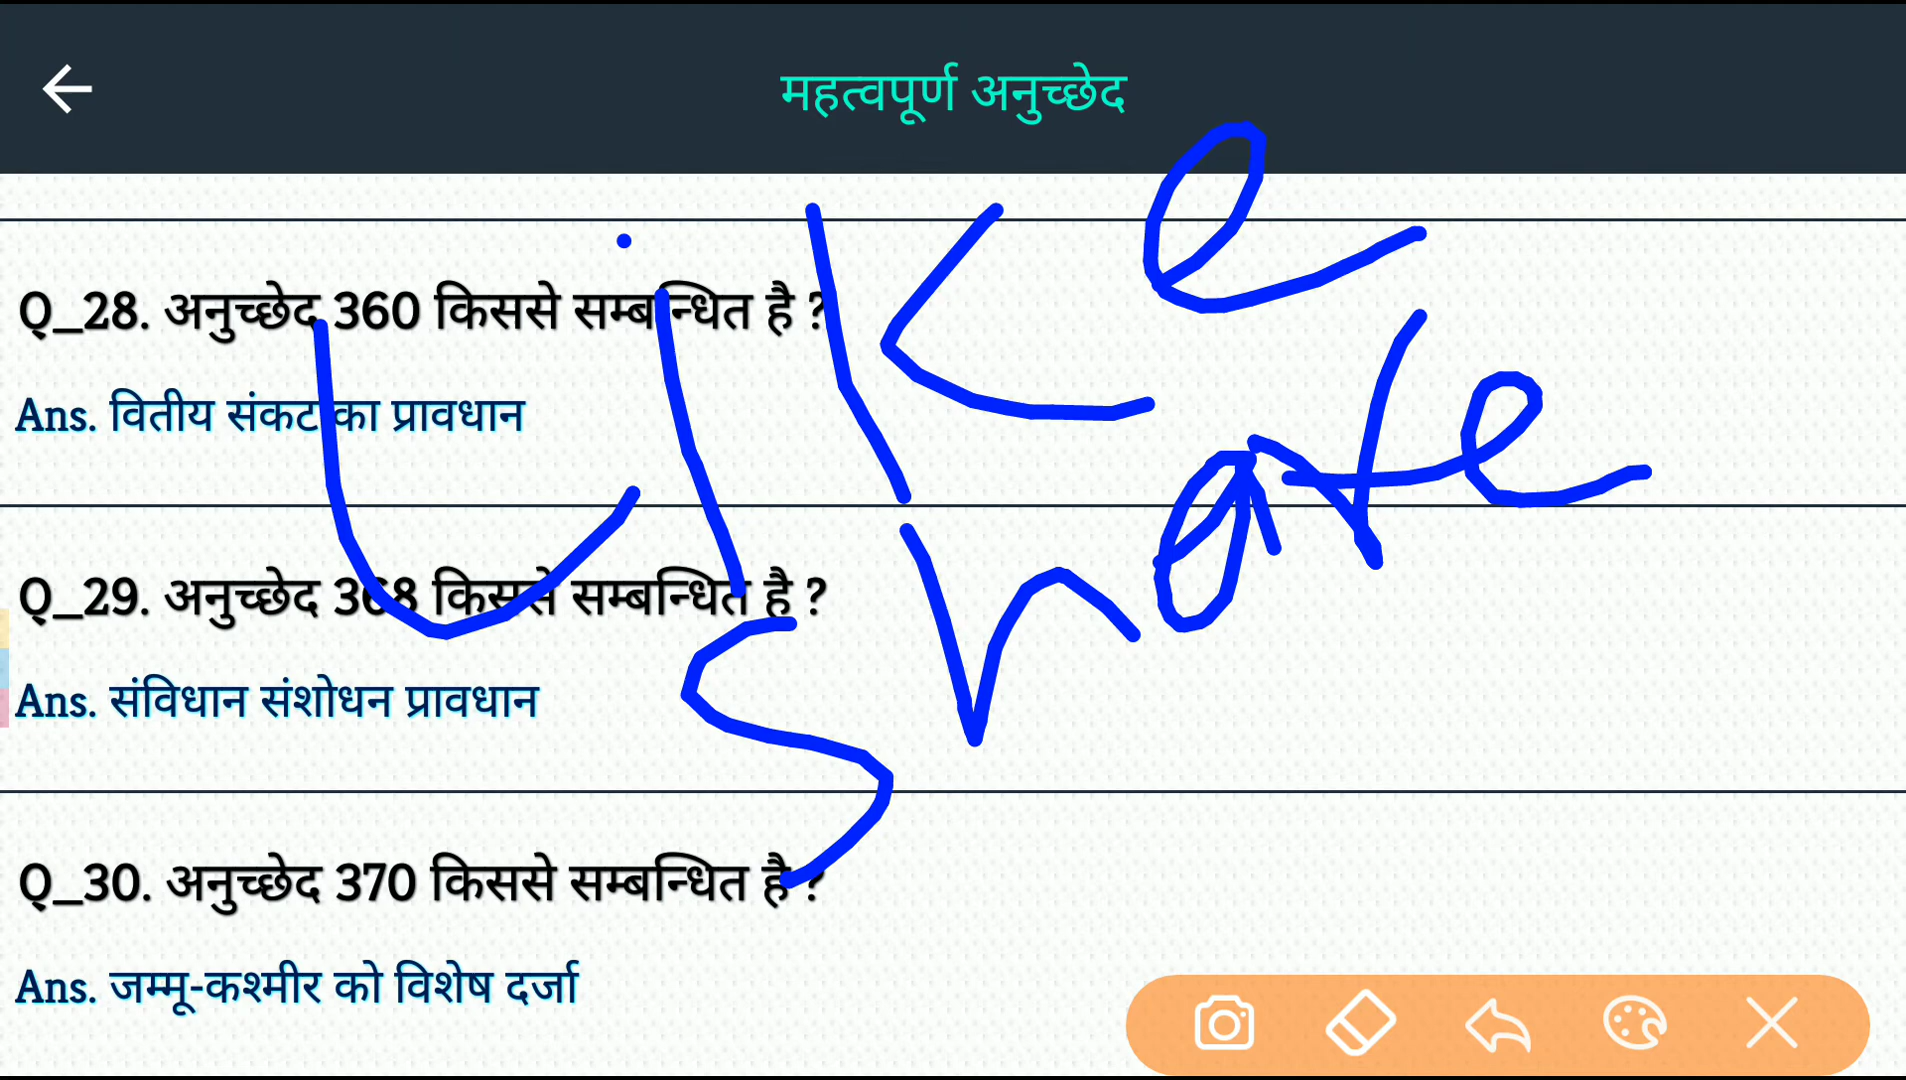 महत्वपूर्ण अनुच्छेद
Like
Q_28. अनुच्छेद 360 किससे सम्बन्धित है ?
Ans. वितीय संकट का प्रावधान
Share
Q_29. अनुच्छेद 368 किससे सम्बन्धित है ?
Ans. संविधान संशोधन प्रावधान
Q_30. अनुच्छेद 370 किससे सम्बन्धित है ?
Ans. जम्मू-कश्मीर को विशेष दर्जा